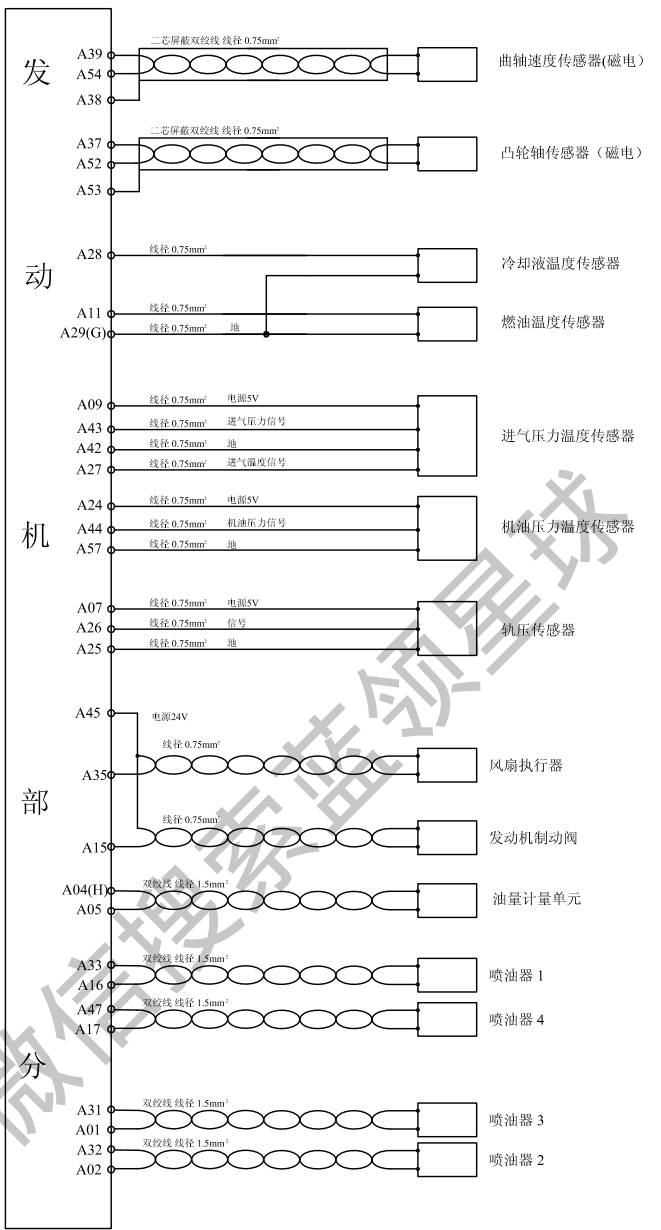 发
动
机
部
分
A39
二芯屏蔽双绞线 线径 0.75mm²
曲轴速度传感器(磁电）
A54
A38
A37
二芯屏蔽双绞线 线径 0.75mm²
凸轮轴传感器（磁电）
A52
A53
A28
线径 0.75mm²
冷却液温度传感器
A11
线径 0.75mm²
燃油温度传感器
A29(G)
线径 0.75mm² 地
A09
线径 0.75mm² 电源5V
A43
线径 0.75mm² 进气压力信号
进气压力温度传感器
A42
线径 0.75mm² 地
A27
线径 0.75mm² 进气温度信号
A24
线径 0.75mm² 电源5V
A44
线径 0.75mm² 机油压力信号
机油压力温度传感器
A57
线径 0.75mm² 地
A07
线径 0.75mm² 电源5V
A26
线径 0.75mm² 信号
轨压传感器
A25
线径 0.75mm² 地
A45
电源24V
线径 0.75mm²
风扇执行器
A35
线径 0.75mm²
发动机制动阀
A15
A04(H)
双绞线 线径 1.5mm²
油量计量单元
A05
A33
双绞线 线径 1.5mm²
喷油器 1
A16
A47
双绞线 线径 1.5mm²
喷油器 4
A17
A31
双绞线 线径 1.5mm²
喷油器 3
A01
A32
双绞线 线径 1.5mm²
喷油器 2
A02
微信搜索蓝领星球